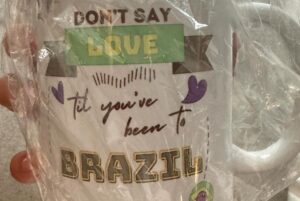 DON'T SAY
LOVE
til you've
been to
BRAZIL